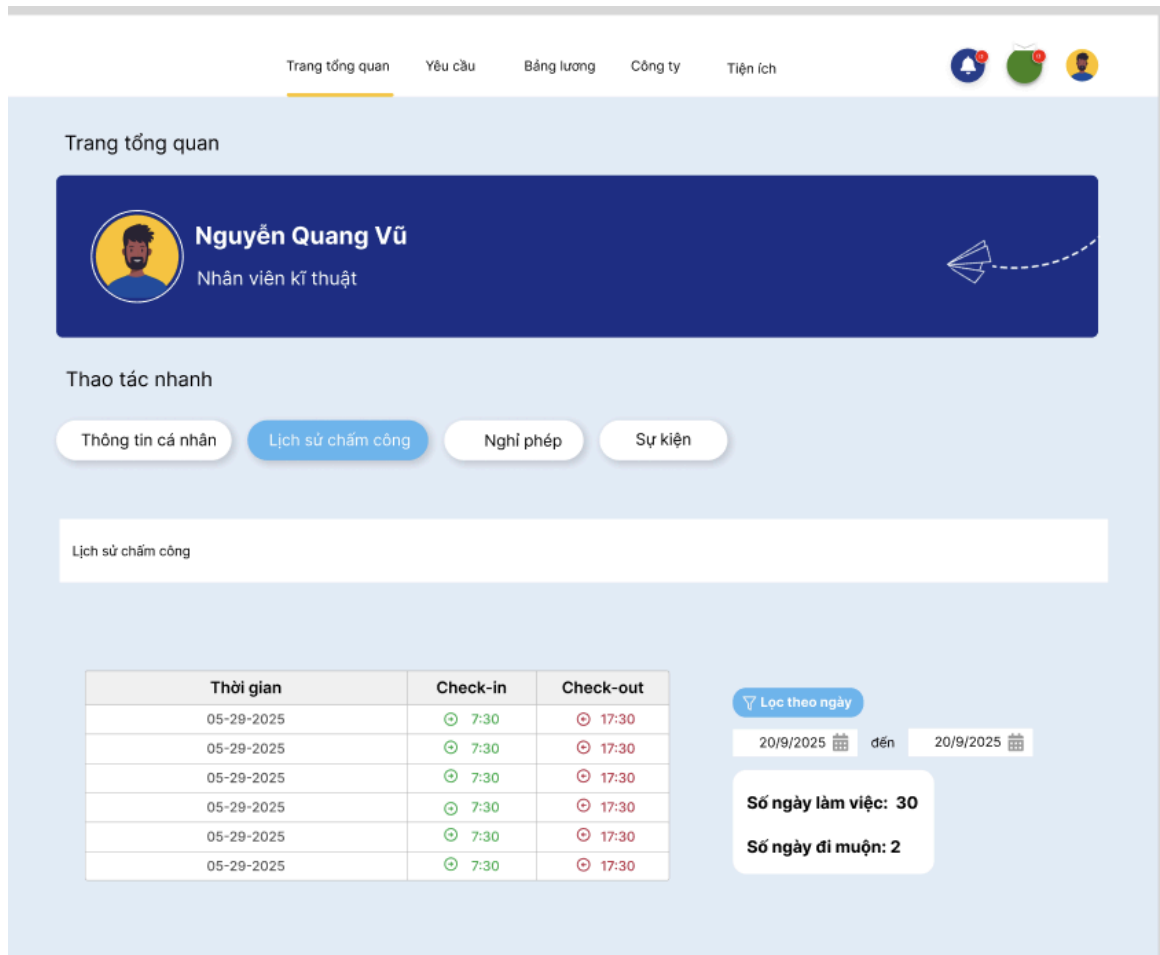 Trang tổng quan Yêu cầu Bảng lương Công ty Tiện ích
Trang tổng quan
Nguyễn Quang Vũ
Nhân viên kĩ thuật
Thao tác nhanh
Thông tin cá nhân Lịch sử chấm công Nghỉ phép Sự kiện
Lịch sử chấm công
Thời gian Check-in Check-out
05-29-2025 7:30 17:30
05-29-2025 7:30 17:30
05-29-2025 7:30 17:30
05-29-2025 7:30 17:30
05-29-2025 7:30 17:30
05-29-2025 7:30 17:30
Lọc theo ngày
20/9/2025 đến 20/9/2025
Số ngày làm việc: 30
Số ngày đi muộn: 2